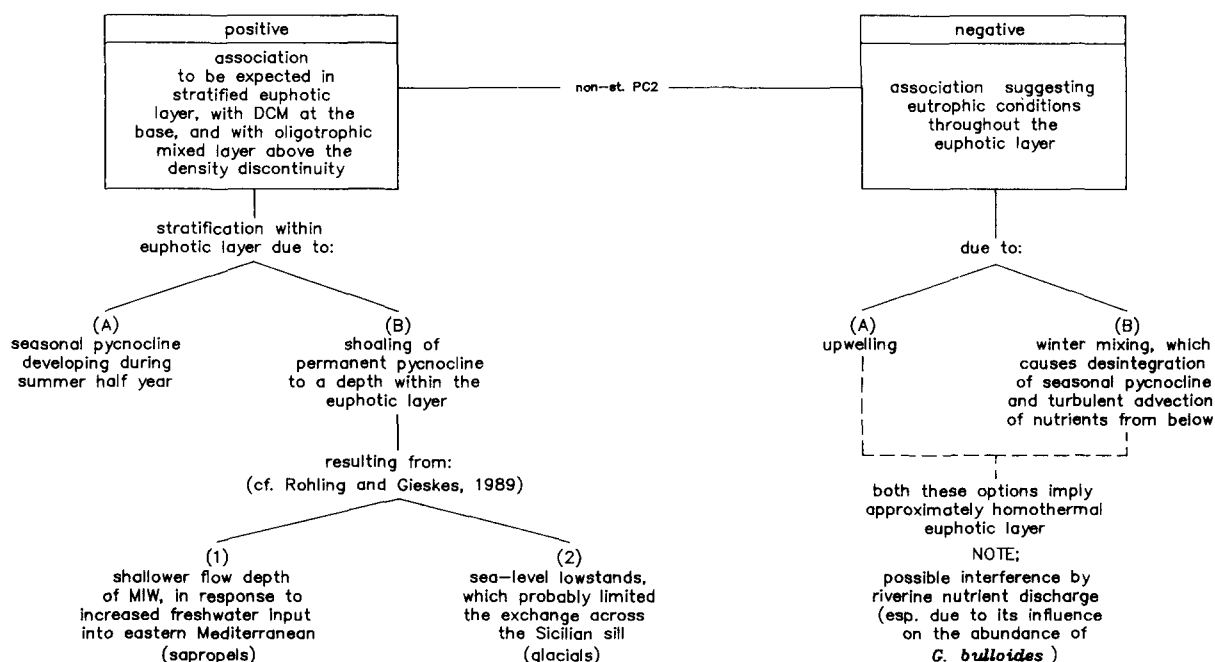 positive
association
to be expected in
stratified euphotic
layer, with DCM at the
base, and with oligotrophic
mixed layer above the
density discontinuity
non-st. PC2
negative
association suggesting
eutrophic conditions
throughout the
euphotic layer
stratification within
euphotic layer due to:
(A)
seasonal pycnocline
developing during
summer half year
(B)
shoaling of
permanent pycnocline
to a depth within the
euphotic layer
resulting from:
(cf. Rohling and Gieskes, 1989)
(1)
shallower flow depth
of MIW, in response to
increased freshwater input
into eastern Mediterranean
(sapropels)
(2)
sea-level lowstands,
which probably limited
the exchange across
the Sicilian sill
(glacials)
due to:
(A)
upwelling
(B)
winter mixing, which
causes desintegration
of seasonal pycnocline
and turbulent advection
of nutrients from below
both these options imply
approximately homothermal
euphotic layer
NOTE;
possible interference by
riverine nutrient discharge
(esp. due to its influence
on the abundance of
G. bulloides )